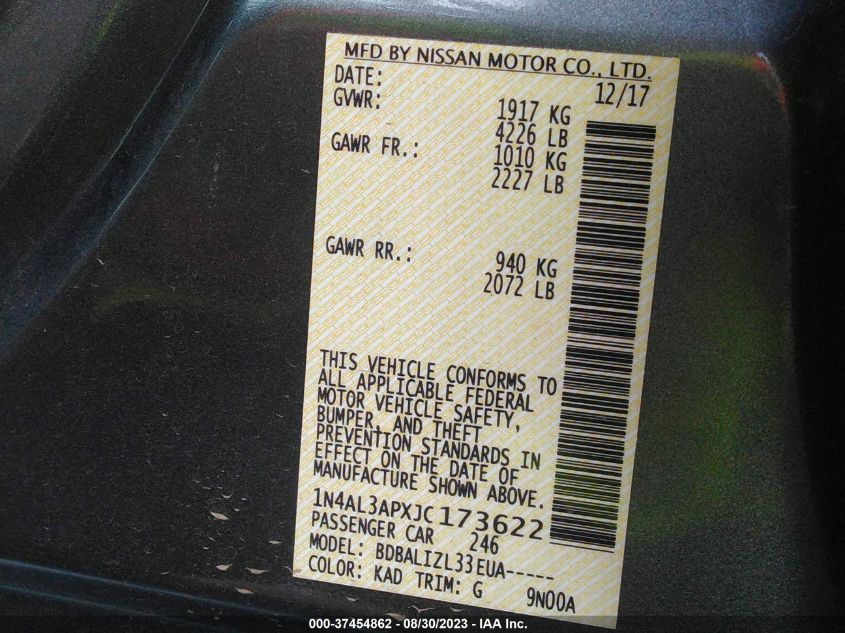 MFD BY NISSAN MOTOR CO., LTD.
DATE: 12/17
GVWR: 1917 KG
4226 LB
GAWR FR.: 1010 KG
2227 LB
GAWR RR.: 940 KG
2072 LB
THIS VEHICLE CONFORMS TO
ALL APPLICABLE FEDERAL
MOTOR VEHICLE SAFETY,
BUMPER, AND THEFT
PREVENTION STANDARDS IN
EFFECT ON THE DATE OF
MANUFACTURE SHOWN ABOVE.
1N4AL3APXJC173622
PASSENGER CAR 246
MODEL: BDBALIZL33EUA-----
COLOR: KAD TRIM: G 9N00A
000-37454862 - 08/30/2023 - IAA Inc.